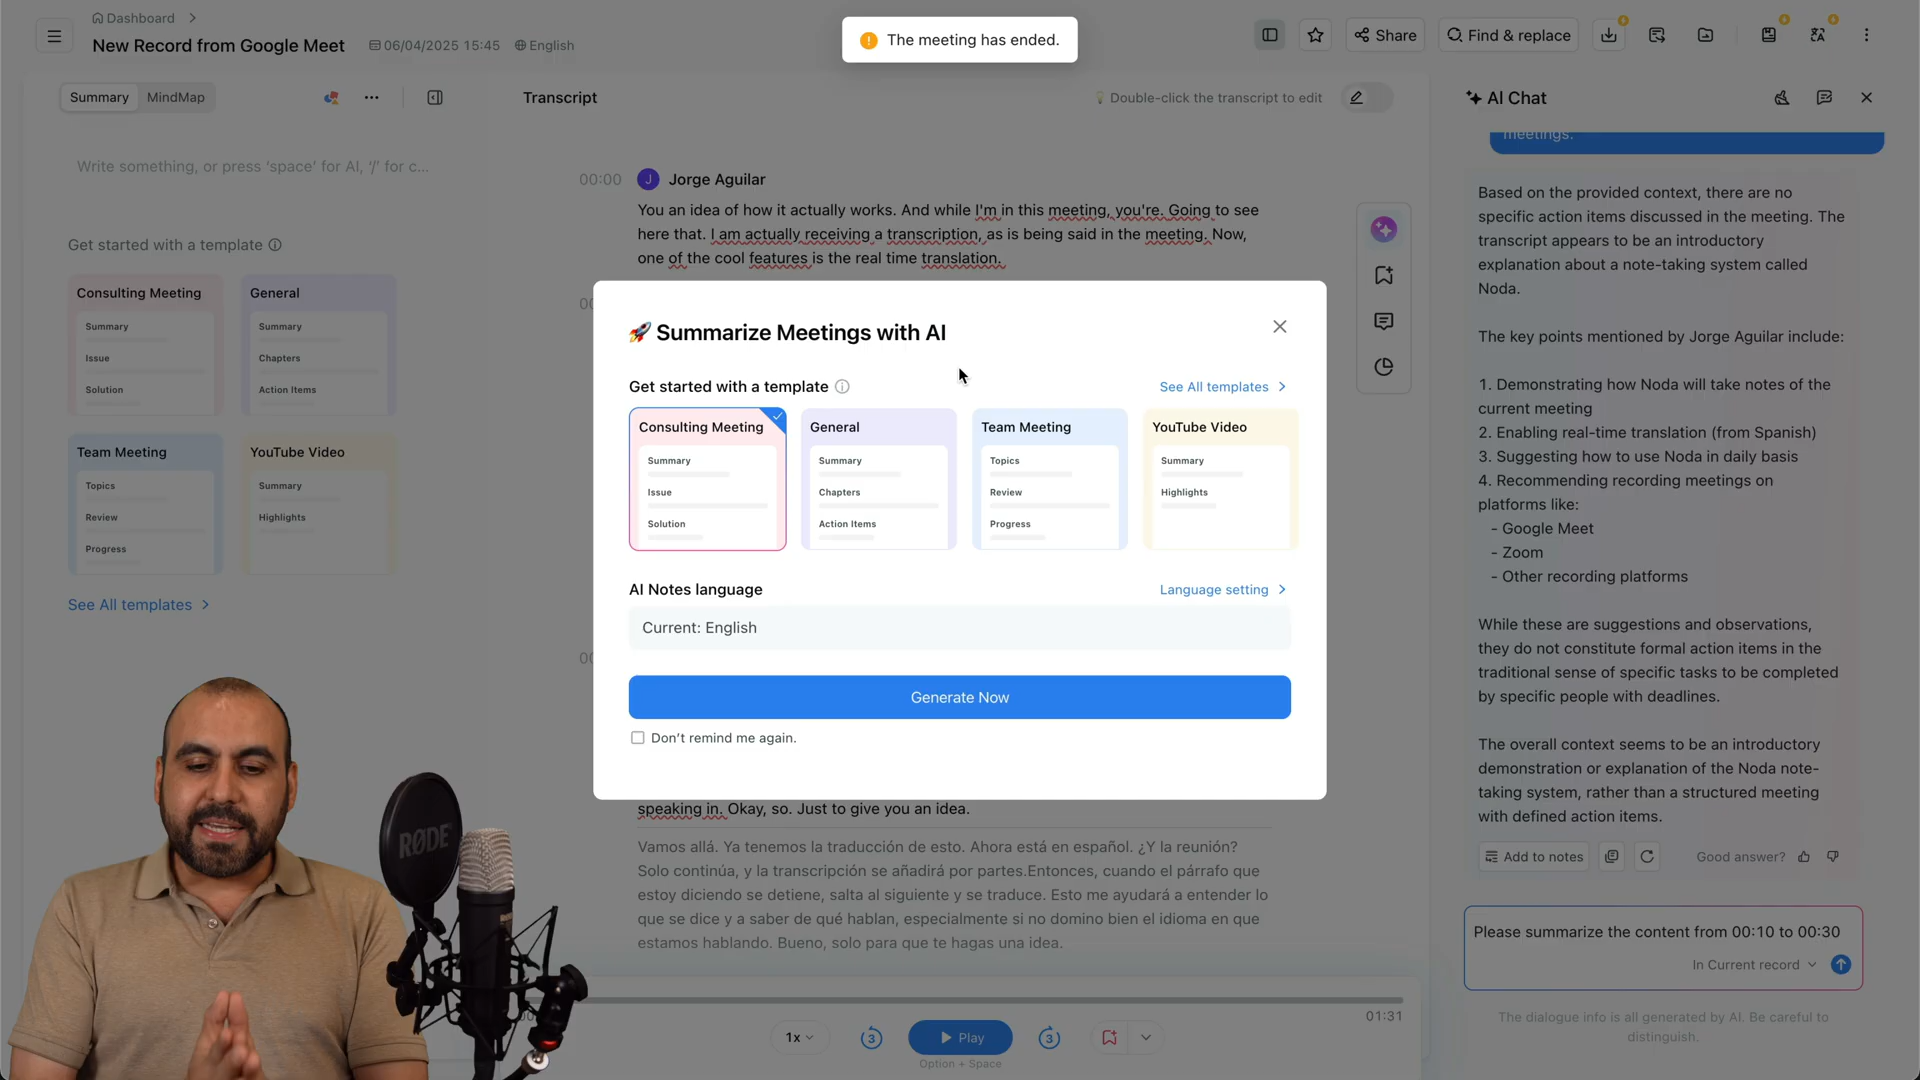 Dashboard
New Record from Google Meet
06/04/2025 15:45
English
The meeting has ended.
Share
Find & replace
Summary
MindMap
Transcript
Double-click the transcript to edit
AI Chat
Write something, or press ‘space’ for AI, ‘/’ for c...
Get started with a template
Consulting Meeting
Summary
Issue
Solution
General
Summary
Chapters
Action Items
Team Meeting
Topics
Review
Progress
YouTube Video
Summary
Highlights
See All templates
RØDE
00:00
J
Jorge Aguilar
You an idea of how it actually works. And while I'm in this meeting, you're. Going to see
here that. I am actually receiving a transcription, as is being said in the meeting. Now,
one of the cool features is the real time translation.
Summarize Meetings with AI
Get started with a template
See All templates
Consulting Meeting
Summary
Issue
Solution
General
Summary
Chapters
Action Items
Team Meeting
Topics
Review
Progress
YouTube Video
Summary
Highlights
AI Notes language
Language setting
Current: English
Generate Now
Don't remind me again.
speaking in. Okay, so. Just to give you an idea.
Vamos allá. Ya tenemos la traducción de esto. Ahora está en español. ¿Y la reunión?
Solo continúa, y la transcripción se añadirá por partes.Entonces, cuando el párrafo que
estoy diciendo se detiene, salta al siguiente y se traduce. Esto me ayudará a entender lo
que se dice y a saber de qué hablan, especialmente si no domino bien el idioma en que
estamos hablando. Bueno, solo para que te hagas una idea.
01:31
1x
3
Play
3
Option + Space
meetings.
Based on the provided context, there are no
specific action items discussed in the meeting. The
transcript appears to be an introductory
explanation about a note-taking system called
Noda.
The key points mentioned by Jorge Aguilar include:
1. Demonstrating how Noda will take notes of the
current meeting
2. Enabling real-time translation (from Spanish)
3. Suggesting how to use Noda in daily basis
4. Recommending recording meetings on
platforms like:
- Google Meet
- Zoom
- Other recording platforms
While these are suggestions and observations,
they do not constitute formal action items in the
traditional sense of specific tasks to be completed
by specific people with deadlines.
The overall context seems to be an introductory
demonstration or explanation of the Noda note-
taking system, rather than a structured meeting
with defined action items.
Add to notes
Good answer?
Please summarize the content from 00:10 to 00:30
In Current record
The dialogue info is all generated by AI. Be careful to
distinguish.